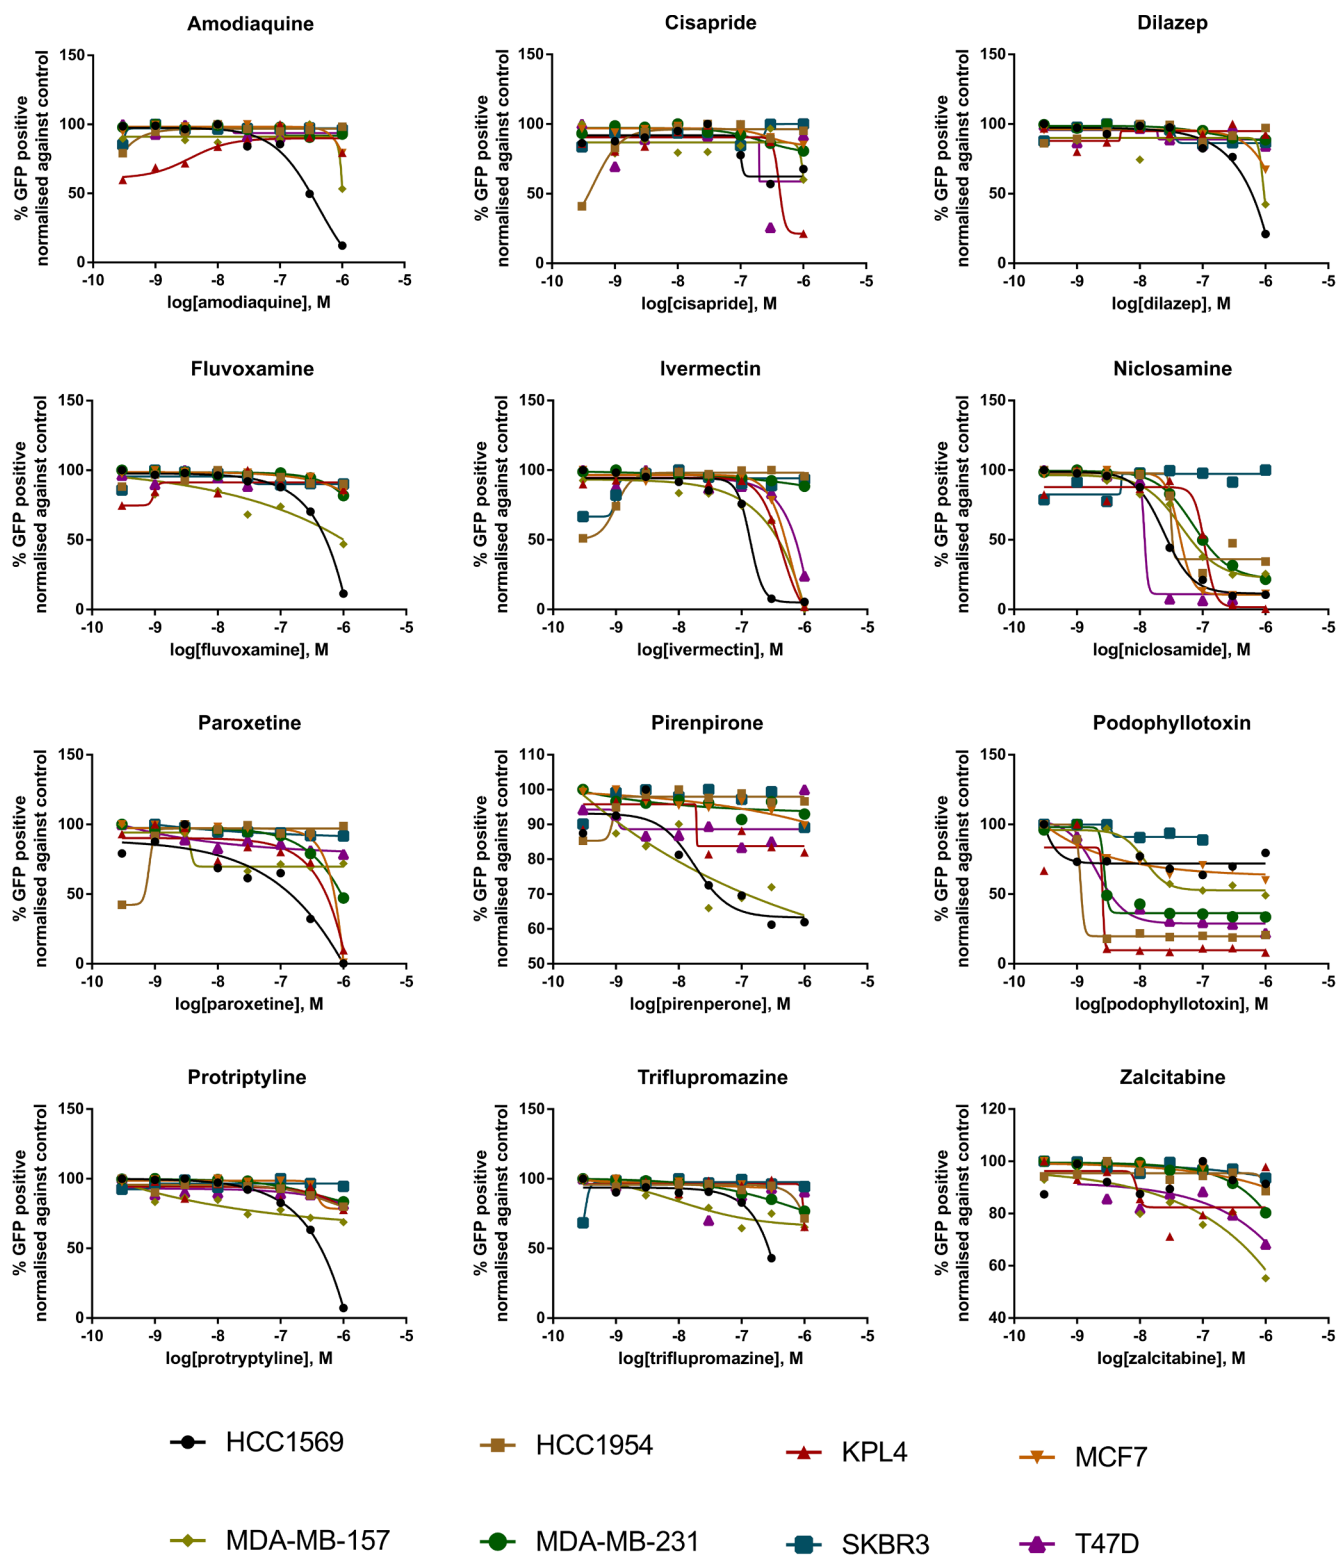 Amodiaquine
% GFP positive
normalised against control
150
100
50
0
-10 -9 -8 -7 -6 -5
log[amodiaquine], M
Cisapride
% GFP positive
normalised against control
150
100
50
0
-10 -9 -8 -7 -6 -5
log[cisapride], M
Dilazep
% GFP positive
normalised against control
150
100
50
0
-10 -9 -8 -7 -6 -5
log[dilazep], M
Fluvoxamine
% GFP positive
normalised against control
150
100
50
0
-10 -9 -8 -7 -6 -5
log[fluvoxamine], M
Ivermectin
% GFP positive
normalised against control
150
100
50
0
-10 -9 -8 -7 -6 -5
log[ivermectin], M
Niclosamine
% GFP positive
normalised against control
150
100
50
0
-10 -9 -8 -7 -6 -5
log[niclosamide], M
Paroxetine
% GFP positive
normalised against control
150
100
50
0
-10 -9 -8 -7 -6 -5
log[paroxetine], M
Pirenpirone
% GFP positive
normalised against control
110
100
90
80
70
60
50
-10 -9 -8 -7 -6 -5
log[pirenperone], M
Podophyllotoxin
% GFP positive
normalised against control
150
100
50
0
-10 -9 -8 -7 -6 -5
log[podophyllotoxin], M
Protriptyline
% GFP positive
normalised against control
150
100
50
0
-10 -9 -8 -7 -6 -5
log[protryptyline], M
Triflupromazine
% GFP positive
normalised against control
150
100
50
0
-10 -9 -8 -7 -6 -5
log[triflupromazine], M
Zalcitabine
% GFP positive
normalised against control
120
100
80
60
40
-10 -9 -8 -7 -6 -5
log[zalcitabine], M
HCC1569
HCC1954
KPL4
MCF7
MDA-MB-157
MDA-MB-231
SKBR3
T47D